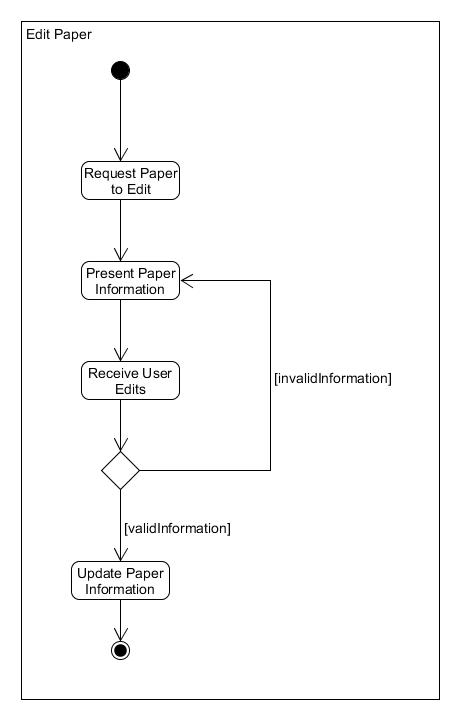 Edit Paper
Request Paper
to Edit
Present Paper
Information
Receive User
Edits
[invalidInformation]
[validInformation]
Update Paper
Information